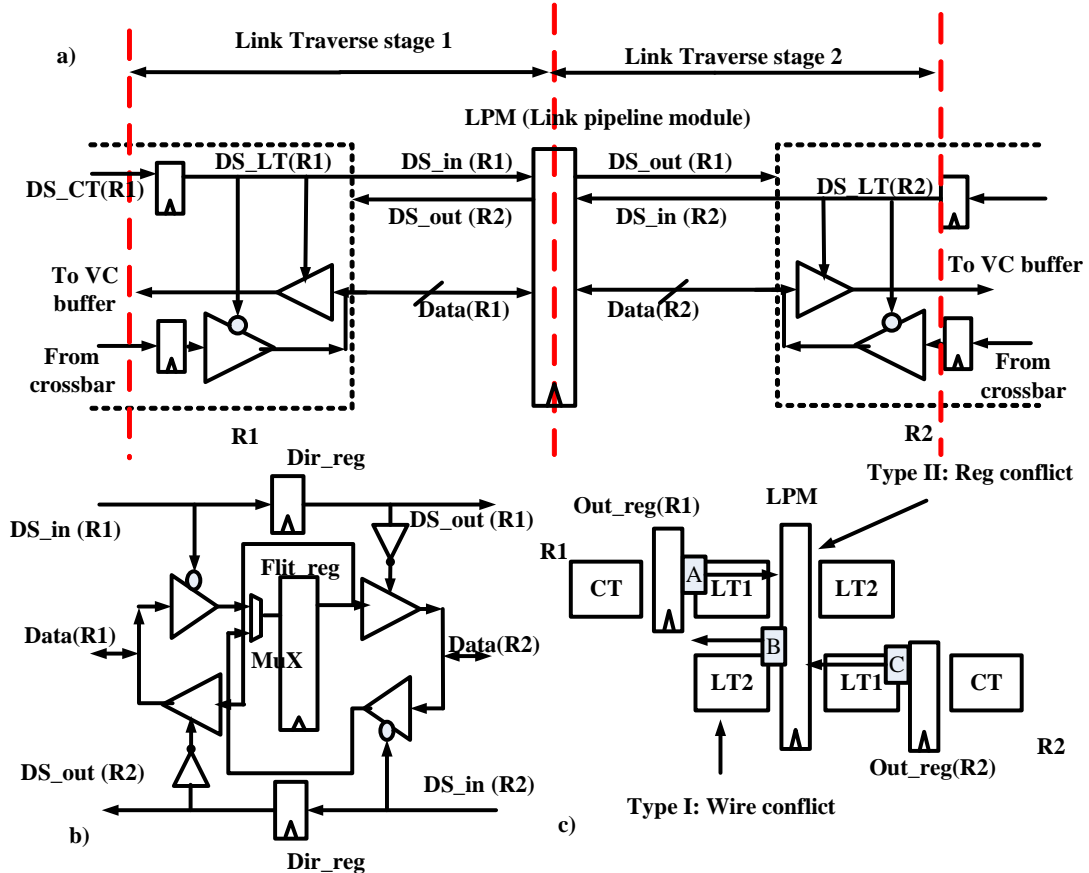 Link Traverse stage 1
Link Traverse stage 2
a)
LPM (Link pipeline module)
DS_CT(R1)
DS_LT(R1)
DS_in (R1)
DS_out (R1)
DS_out (R2)
DS_in (R2)
DS_LT(R2)
To VC
buffer
Data(R1)
Data(R2)
To VC buffer
From
crossbar
From
crossbar
R1
R2
Dir_reg
Type II: Reg conflict
DS_in (R1)
DS_out (R1)
Flit_reg
Data(R1)
MuX
Data(R2)
DS_out (R2)
DS_in (R2)
b)
Dir_reg
Out_reg(R1)
LPM
R1
CT
A
LT1
LT2
B
C
LT2
LT1
CT
R2
Out_reg(R2)
Type I: Wire conflict
c)